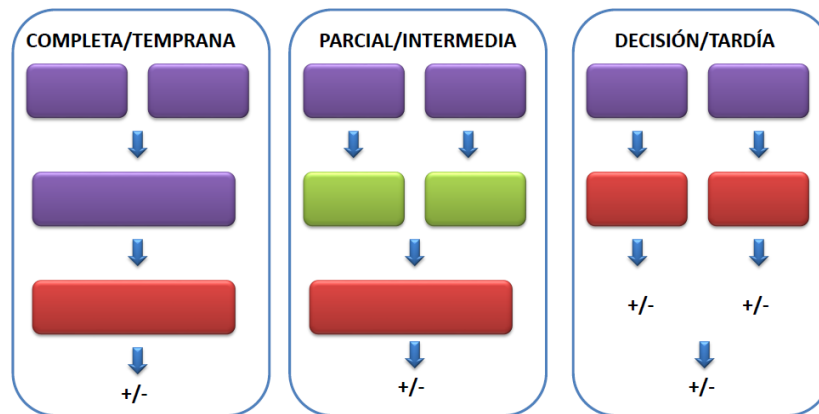 COMPLETA/TEMPRANA
+/-
PARCIAL/INTERMEDIA
+/-
DECISIÓN/TARDÍA
+/- +/-
+/-